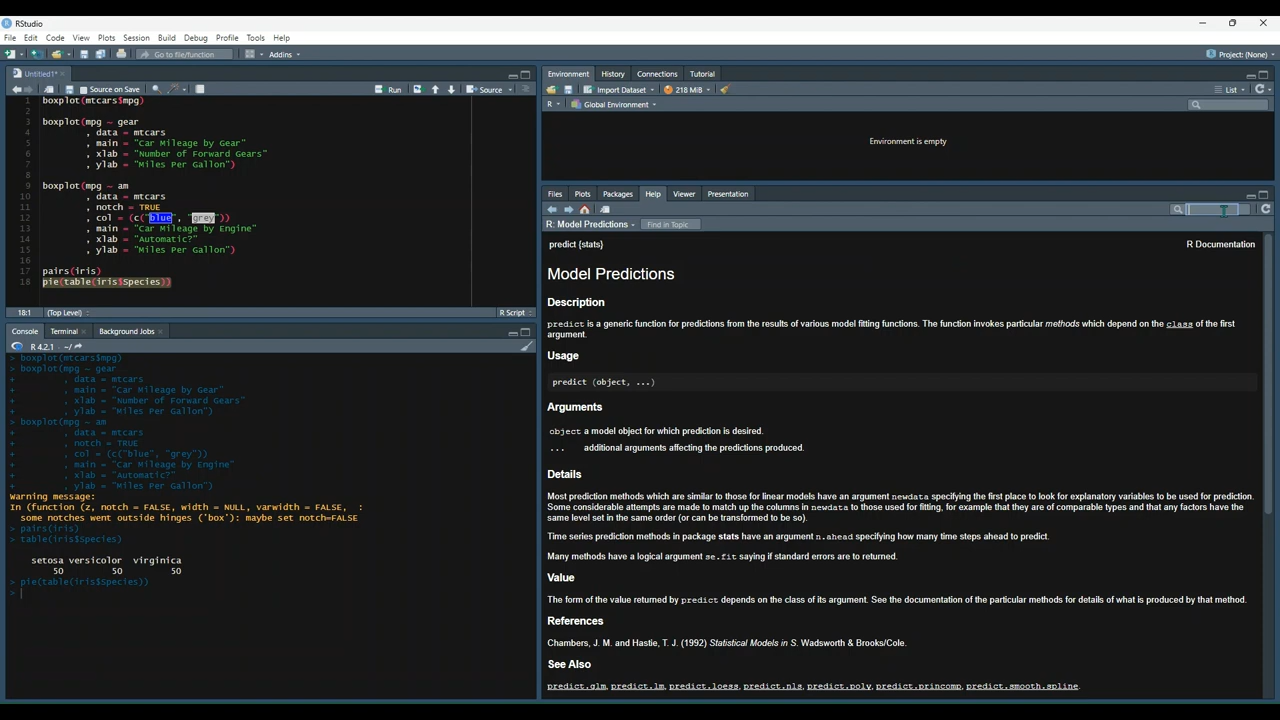 RStudio
File Edit Code View Plots Session Build Debug Profile Tools Help
Go to file/function Addins Project: (None)
Untitled1*
Source on Save Run Source
1 boxplot(mtcars$mpg)
2
3 boxplot(mpg ~ gear
4 , data = mtcars
5 , main = "Car Mileage by Gear"
6 , xlab = "Number of Forward Gears"
7 , ylab = "Miles Per Gallon")
8
9 boxplot(mpg ~ am
10 , data = mtcars
11 , notch = TRUE
12 , col = (c("blue", "grey"))
13 , main = "Car Mileage by Engine"
14 , xlab = "Automatic?"
15 , ylab = "Miles Per Gallon")
16
17 pairs(iris)
18 pie(table(iris$Species))
18:1 (Top Level) R Script
Console Terminal Background Jobs
R 4.2.1 · ~/
> boxplot(mtcars$mpg)
> boxplot(mpg ~ gear
+ , data = mtcars
+ , main = "Car Mileage by Gear"
+ , xlab = "Number of Forward Gears"
+ , ylab = "Miles Per Gallon")
> boxplot(mpg ~ am
+ , data = mtcars
+ , notch = TRUE
+ , col = (c("blue", "grey"))
+ , main = "Car Mileage by Engine"
+ , xlab = "Automatic?"
+ , ylab = "Miles Per Gallon")
Warning message:
In (function (z, notch = FALSE, width = NULL, varwidth = FALSE, :
some notches went outside hinges ('box'): maybe set notch=FALSE
> pairs(iris)
> table(iris$Species)
setosa versicolor virginica
50 50 50
> pie(table(iris$Species))
>
Environment History Connections Tutorial
Import Dataset 218 MiB List
R Global Environment
Environment is empty
Files Plots Packages Help Viewer Presentation
R: Model Predictions Find in Topic
predict {stats} R Documentation
Model Predictions
Description
predict is a generic function for predictions from the results of various model fitting functions. The function invokes particular methods which depend on the class of the first
argument.
Usage
predict (object, ...)
Arguments
object a model object for which prediction is desired.
... additional arguments affecting the predictions produced.
Details
Most prediction methods which are similar to those for linear models have an argument newdata specifying the first place to look for explanatory variables to be used for prediction.
Some considerable attempts are made to match up the columns in newdata to those used for fitting, for example that they are of comparable types and that any factors have the
same level set in the same order (or can be transformed to be so).
Time series prediction methods in package stats have an argument n.ahead specifying how many time steps ahead to predict.
Many methods have a logical argument se.fit saying if standard errors are to returned.
Value
The form of the value returned by predict depends on the class of its argument. See the documentation of the particular methods for details of what is produced by that method.
References
Chambers, J. M. and Hastie, T. J. (1992) Statistical Models in S. Wadsworth & Brooks/Cole.
See Also
predict.glm, predict.lm, predict.loess, predict.nls, predict.poly, predict.princomp, predict.smooth.spline.